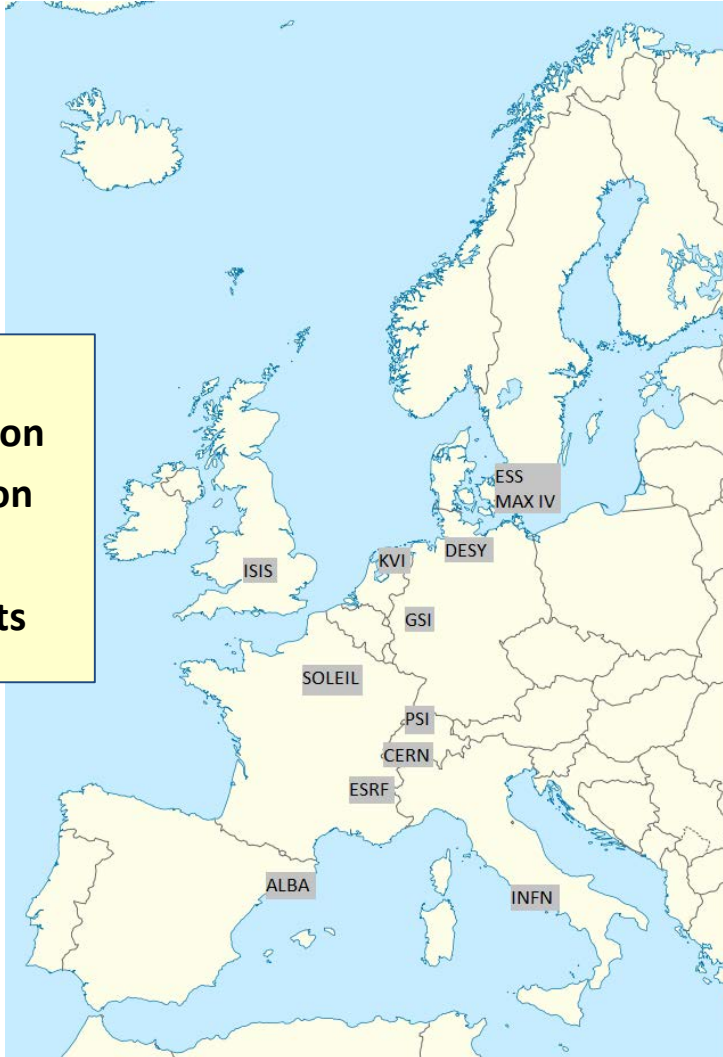 on
on
ts
ESS
MAX IV
DESY
KVI
ISIS
GSI
SOLEIL
PSI
CERN
ESRF
ALBA
INFN